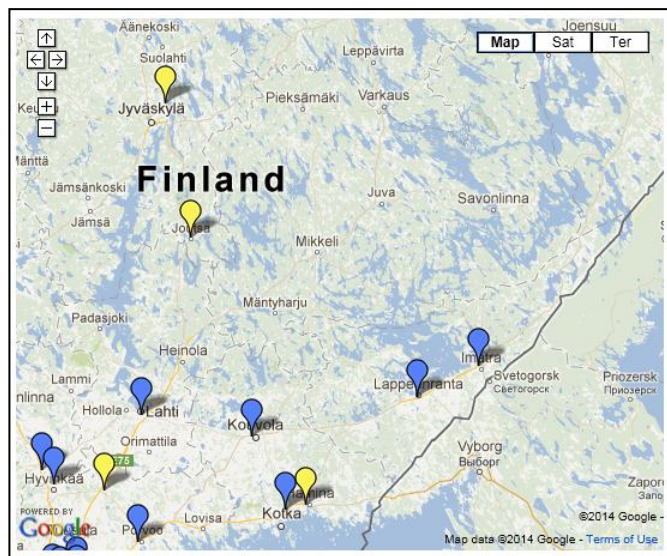 Äänekoski
Suolahti
Joensuu
Leppävirta
Map Sat Ter
Jyväskylä
Pieksämäki
Varkaus
Jämsänkoski
Finland
Juva
Savonlinna
Jämsä
Mikkeli
Mäntyharju
Padasjoki
Heinola
Lammi
Imatra
Lappeenranta
Svetogorsk
Светогорск
Priozersk
Приозерск
Hollola
Lahti
Kouvola
Orimattila
E75
Vyborg
Выборг
Hyvinkää
POWERED BY
Google
Porvoo
Lovisa
Kotka
©2014 Google -
Map data ©2014 Google - Terms of Use